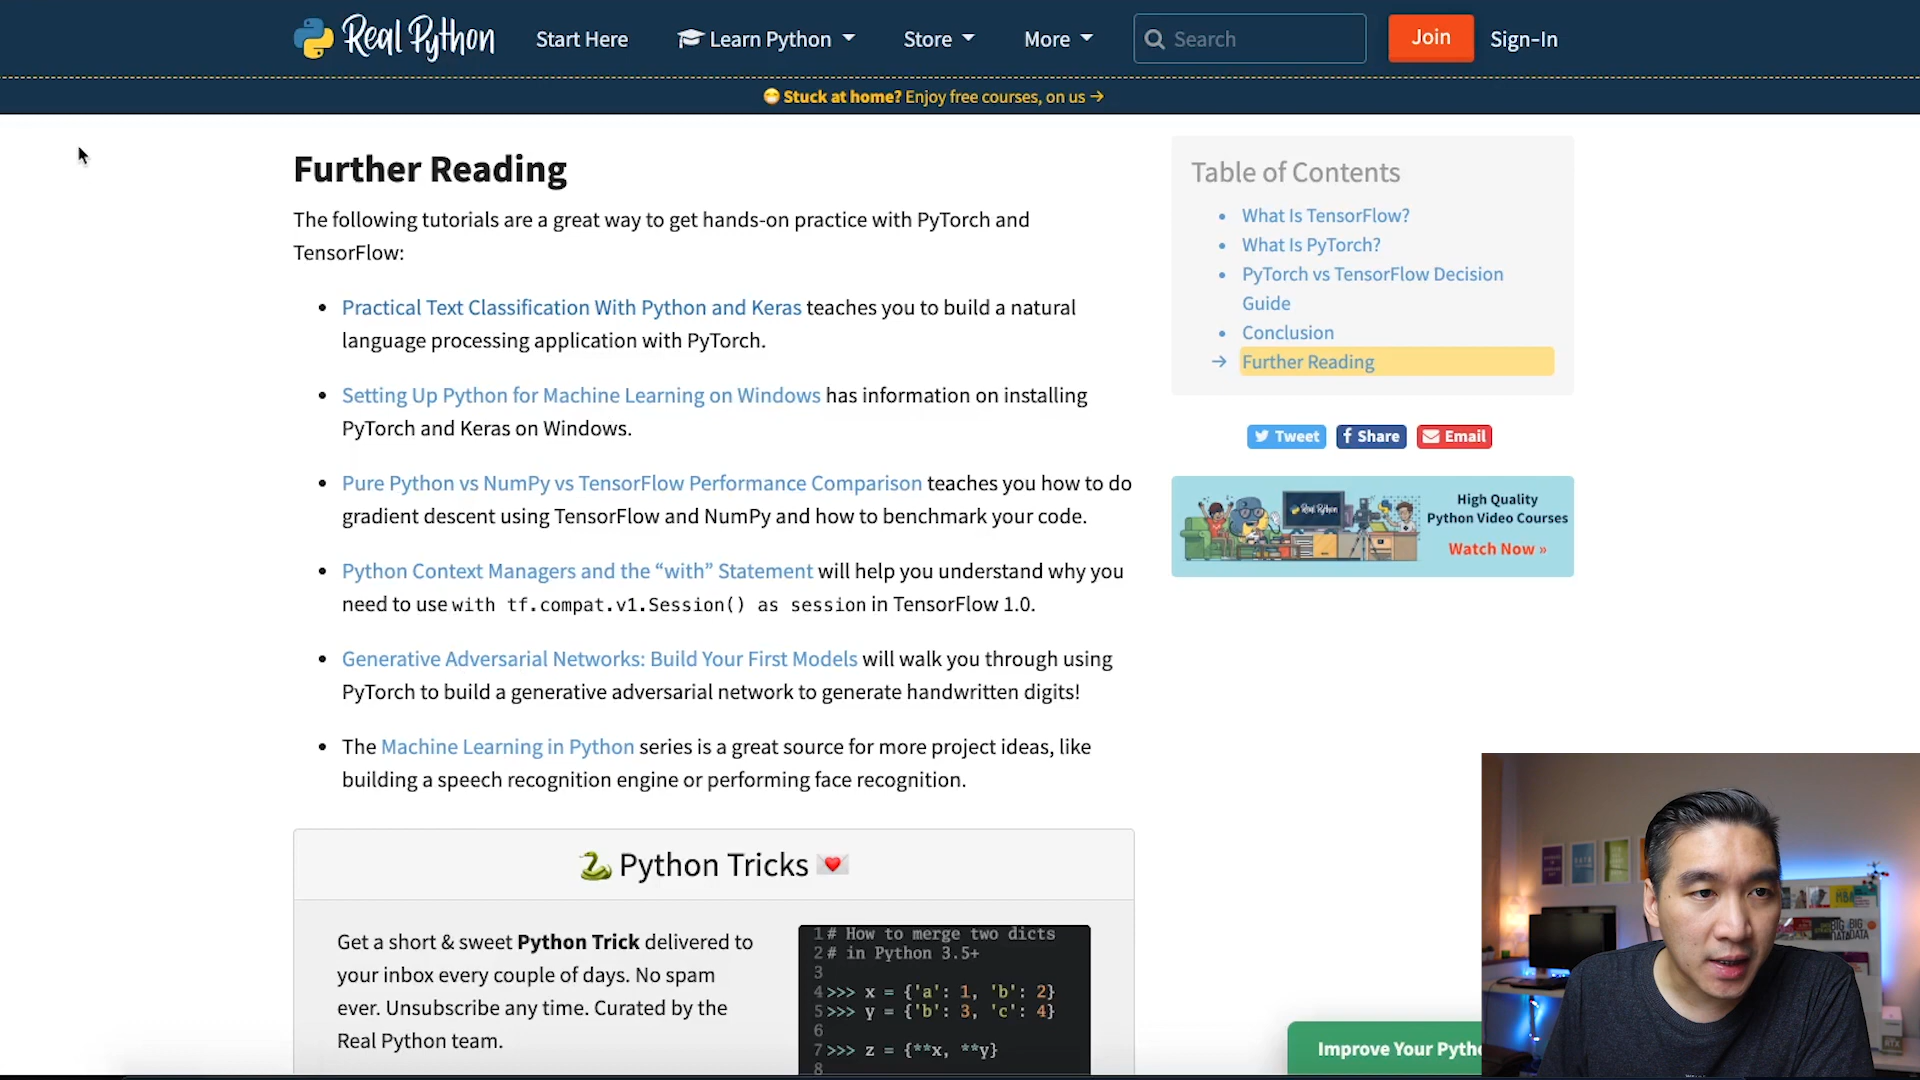 Real Python
Start Here
Learn Python
Store
More
Search
Join
Sign-In
Stuck at home? Enjoy free courses, on us →
Further Reading
The following tutorials are a great way to get hands-on practice with PyTorch and
TensorFlow:
• Practical Text Classification With Python and Keras teaches you to build a natural
language processing application with PyTorch.
• Setting Up Python for Machine Learning on Windows has information on installing
PyTorch and Keras on Windows.
• Pure Python vs NumPy vs TensorFlow Performance Comparison teaches you how to do
gradient descent using TensorFlow and NumPy and how to benchmark your code.
• Python Context Managers and the “with” Statement will help you understand why you
need to use with tf.compat.v1.Session() as session in TensorFlow 1.0.
• Generative Adversarial Networks: Build Your First Models will walk you through using
PyTorch to build a generative adversarial network to generate handwritten digits!
• The Machine Learning in Python series is a great source for more project ideas, like
building a speech recognition engine or performing face recognition.
🐍 Python Tricks 💌
Get a short & sweet Python Trick delivered to
your inbox every couple of days. No spam
ever. Unsubscribe any time. Curated by the
Real Python team.
1 # How to merge two dicts
2 # in Python 3.5+
3
4 >>> x = {'a': 1, 'b': 2}
5 >>> y = {'b': 3, 'c': 4}
6
7 >>> z = {**x, **y}
8
Table of Contents
• What Is TensorFlow?
• What Is PyTorch?
• PyTorch vs TensorFlow Decision
Guide
• Conclusion
→ Further Reading
Tweet
Share
Email
Real Python
High Quality
Python Video Courses
Watch Now »
Improve Your Pyth
BIG
DATA